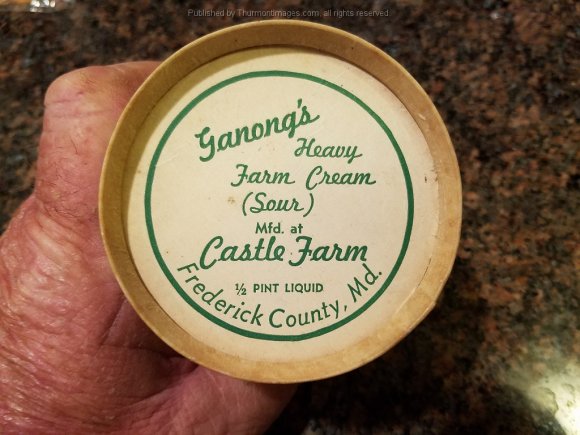 Published by Thurmontimages.com, all rights reserved.
Ganong's
Heavy
Farm Cream
(Sour)
Mfd. at
Castle Farm
½ PINT LIQUID
Frederick County, Md.